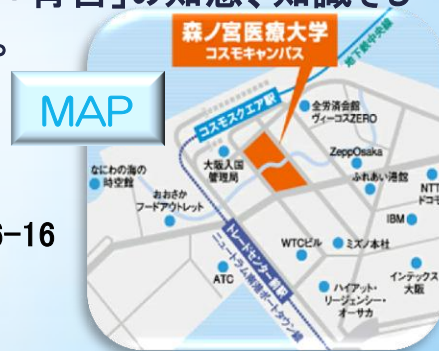 の知恵、知識をし
。
MAP
6-16
森ノ宮医療大学
コスモキャンパス
地下鉄中央線
コスモスクエア駅
全労済会館
ヴィーコスZERO
大阪入国
管理局
ZeppOsaka
ふれあい港館
なにわの海の
時空館
NTT
ドコモ
おおさか
フードアウトレット
IBM
トレードセンター前駅
ニュートラム南港ポートタウン線
WTCビル
ミズノ本社
ATC
インテックス
大阪
ハイアット・
リージェンシー・
オーサカ